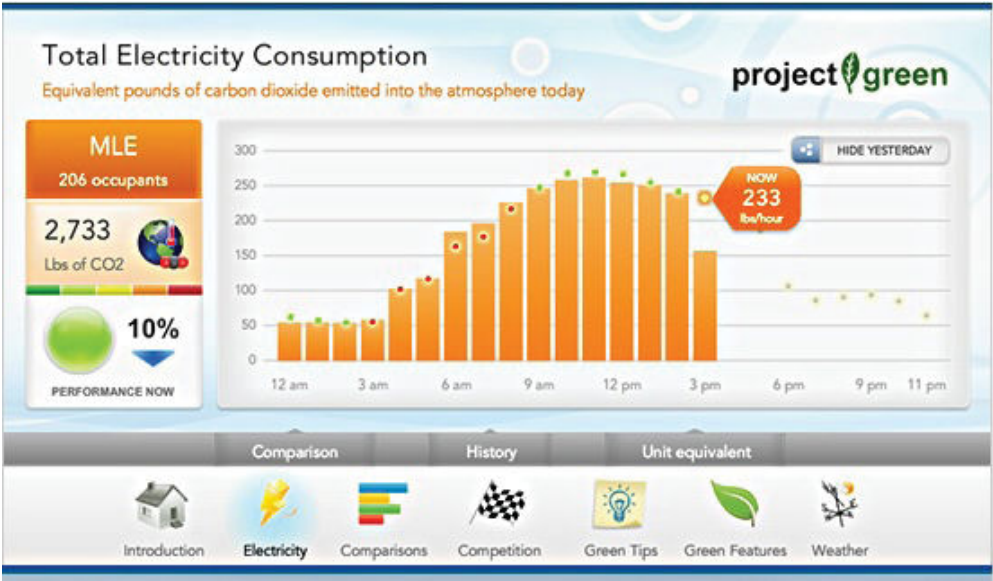 Total Electricity Consumption
Equivalent pounds of carbon dioxide emitted into the atmosphere today
project green
MLE
206 occupants
2,733
Lbs of CO2
10%
PERFORMANCE NOW
HIDE YESTERDAY
300
250
200
150
100
50
0
NOW
233
lbs/hour
12 am 3 am 6 am 9 am 12 pm 3 pm 6 pm 9 pm 11 pm
Comparison History Unit equivalent
Introduction Electricity Comparisons Competition Green Tips Green Features Weather